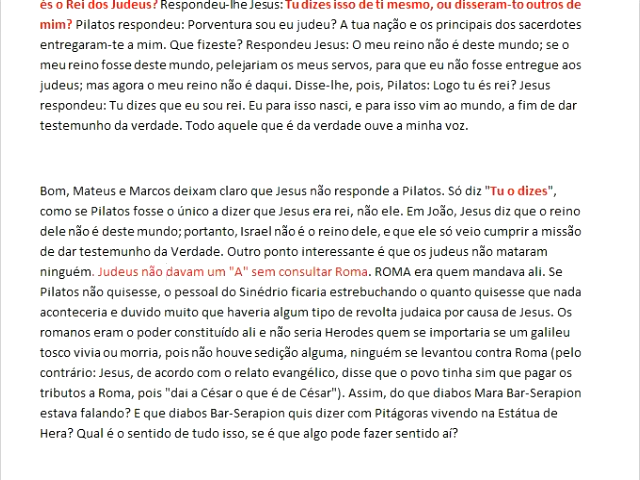 és o Rei dos Judeus? Respondeu-lhe Jesus: Tu dizes isso de ti mesmo, ou disseram-to outros de
mim? Pilatos respondeu: Porventura sou eu judeu? A tua nação e os principais dos sacerdotes
entregaram-te a mim. Que fizeste? Respondeu Jesus: O meu reino não é deste mundo; se o
meu reino fosse deste mundo, pelejariam os meus servos, para que eu não fosse entregue aos
judeus; mas agora o meu reino não é daqui. Disse-lhe, pois, Pilatos: Logo tu és rei? Jesus
respondeu: Tu dizes que eu sou rei. Eu para isso nasci, e para isso vim ao mundo, a fim de dar
testemunho da verdade. Todo aquele que é da verdade ouve a minha voz.
Bom, Mateus e Marcos deixam claro que Jesus não responde a Pilatos. Só diz "Tu o dizes",
como se Pilatos fosse o único a dizer que Jesus era rei, não ele. Em João, Jesus diz que o reino
dele não é deste mundo; portanto, Israel não é o reino dele, e que ele só veio cumprir a missão
de dar testemunho da Verdade. Outro ponto interessante é que os judeus não mataram
ninguém. Judeus não davam um "A" sem consultar Roma. ROMA era quem mandava ali. Se
Pilatos não quisesse, o pessoal do Sinédrio ficaria estrebuchando o quanto quisesse que nada
aconteceria e duvido muito que haveria algum tipo de revolta judaica por causa de Jesus. Os
romanos eram o poder constituído ali e não seria Herodes quem se importaria se um galileu
tosco vivia ou morria, pois não houve sedição alguma, ninguém se levantou contra Roma (pelo
contrário: Jesus, de acordo com o relato evangélico, disse que o povo tinha sim que pagar os
tributos a Roma, pois "dai a César o que é de César"). Assim, do que diabos Mara Bar-Serapion
estava falando? E que diabos Bar-Serapion quis dizer com Pitágoras vivendo na Estátua de
Hera? Qual é o sentido de tudo isso, se é que algo pode fazer sentido aí?